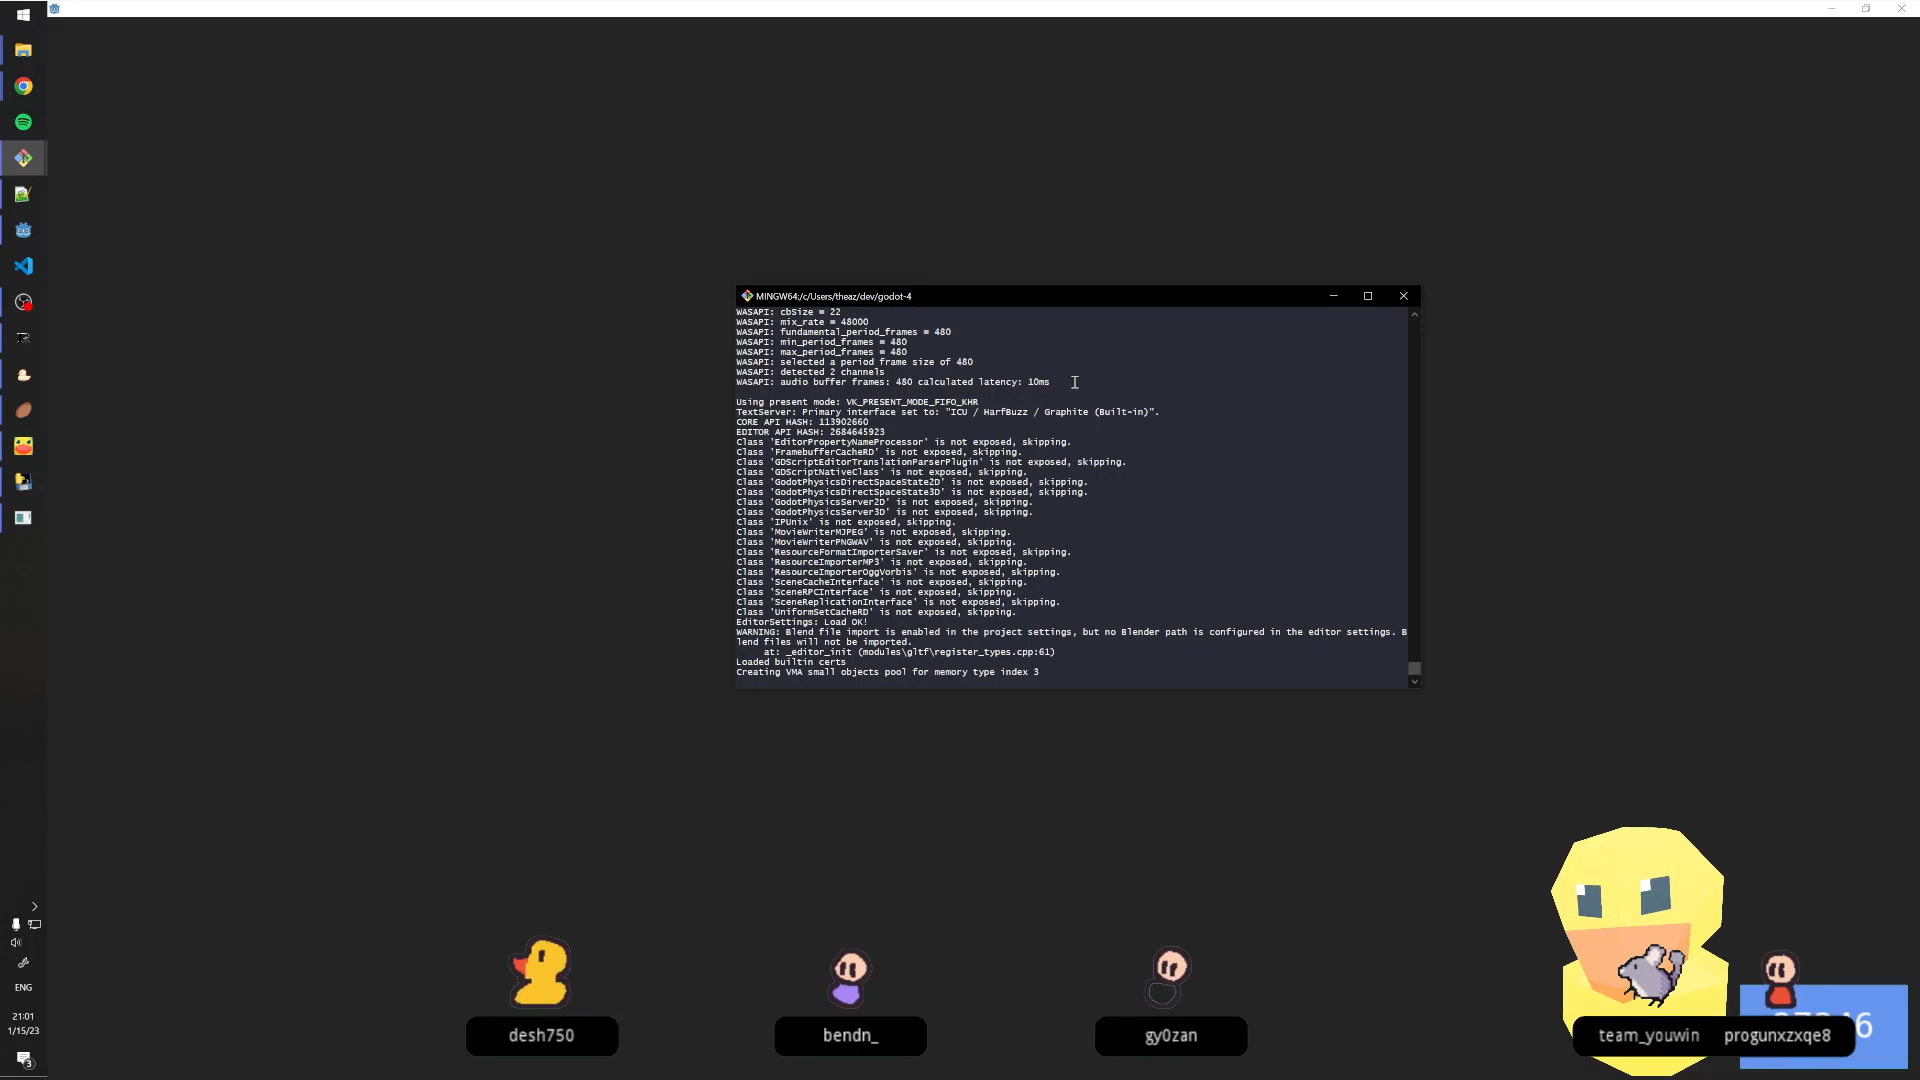 MINGW64:/c/Users/theaz/dev/godot-4
WASAPI: cbSize = 22
WASAPI: mix_rate = 48000
WASAPI: fundamental_period_frames = 480
WASAPI: min_period_frames = 480
WASAPI: max_period_frames = 480
WASAPI: selected a period frame size of 480
WASAPI: detected 2 channels
WASAPI: audio buffer frames: 480 calculated latency: 10ms
Using present mode: VK_PRESENT_MODE_FIFO_KHR
TextServer: Primary interface set to: "ICU / HarfBuzz / Graphite (Built-in)".
CORE API HASH: 113902660
EDITOR API HASH: 2684645923
Class 'EditorPropertyNameProcessor' is not exposed, skipping.
Class 'FramebufferCacheRD' is not exposed, skipping.
Class 'GDScriptEditorTranslationParserPlugin' is not exposed, skipping.
Class 'GDScriptNativeClass' is not exposed, skipping.
Class 'GodotPhysicsDirectSpaceState2D' is not exposed, skipping.
Class 'GodotPhysicsDirectSpaceState3D' is not exposed, skipping.
Class 'GodotPhysicsServer2D' is not exposed, skipping.
Class 'GodotPhysicsServer3D' is not exposed, skipping.
Class 'IPUnix' is not exposed, skipping.
Class 'MovieWriterMJPEG' is not exposed, skipping.
Class 'MovieWriterPNGWAV' is not exposed, skipping.
Class 'ResourceFormatImporterSaver' is not exposed, skipping.
Class 'ResourceImporterMP3' is not exposed, skipping.
Class 'ResourceImporterOggVorbis' is not exposed, skipping.
Class 'SceneCacheInterface' is not exposed, skipping.
Class 'SceneRPCInterface' is not exposed, skipping.
Class 'SceneReplicationInterface' is not exposed, skipping.
Class 'UniformSetCacheRD' is not exposed, skipping.
EditorSettings: Load OK!
WARNING: Blend file import is enabled in the project settings, but no Blender path is configured in the editor settings. B
lend files will not be imported.
at: _editor_init (modules\gltf\register_types.cpp:61)
Loaded builtin certs
Creating VMA small objects pool for memory type index 3
ENG
21:01
1/15/23
3
desh750
bendn_
gy0zan
team_youwin
progunxzxqe8